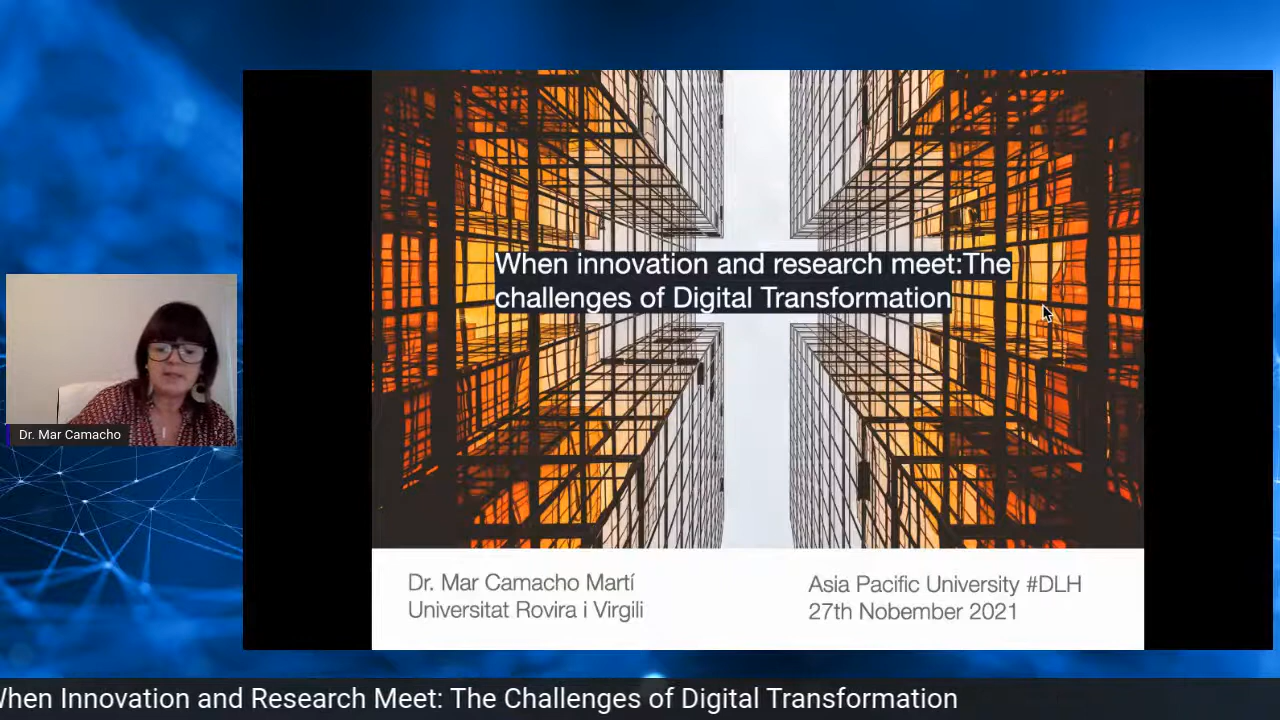 When innovation and research meet:The
challenges of Digital Transformation
Dr. Mar Camacho
Dr. Mar Camacho Martí
Universitat Rovira i Virgili
Asia Pacific University #DLH
27th Nobember 2021
When Innovation and Research Meet: The Challenges of Digital Transformation